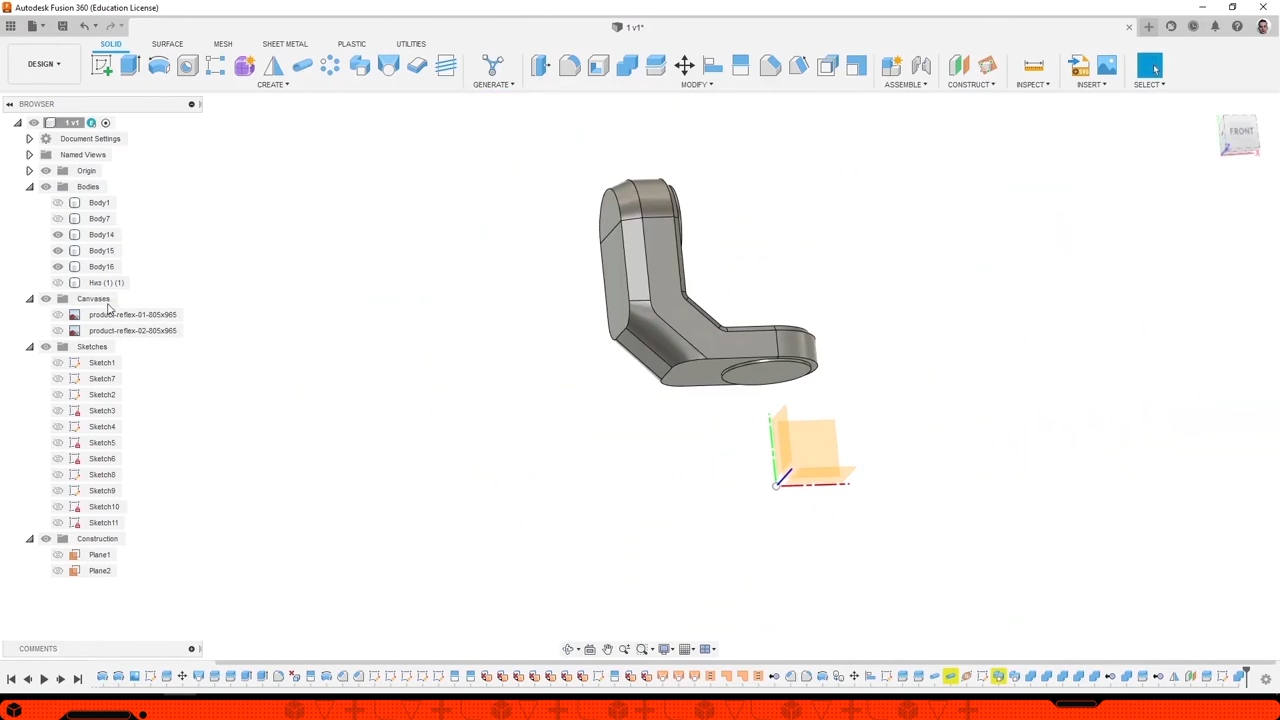 Autodesk Fusion 360 (Education License)
1 v1*
SOLID
SURFACE
MESH
SHEET METAL
PLASTIC
UTILITIES
DESIGN
CREATE
GENERATE
MODIFY
ASSEMBLE
CONSTRUCT
INSPECT
INSERT
SELECT
BROWSER
1 v1
Document Settings
Named Views
Origin
Bodies
Body1
Body7
Body14
Body15
Body16
Низ (1) (1)
Canvases
product-reflex-01-805x965
product-reflex-02-805x965
Sketches
Sketch1
Sketch7
Sketch2
Sketch3
Sketch4
Sketch5
Sketch6
Sketch8
Sketch9
Sketch10
Sketch11
Construction
Plane1
Plane2
FRONT
COMMENTS